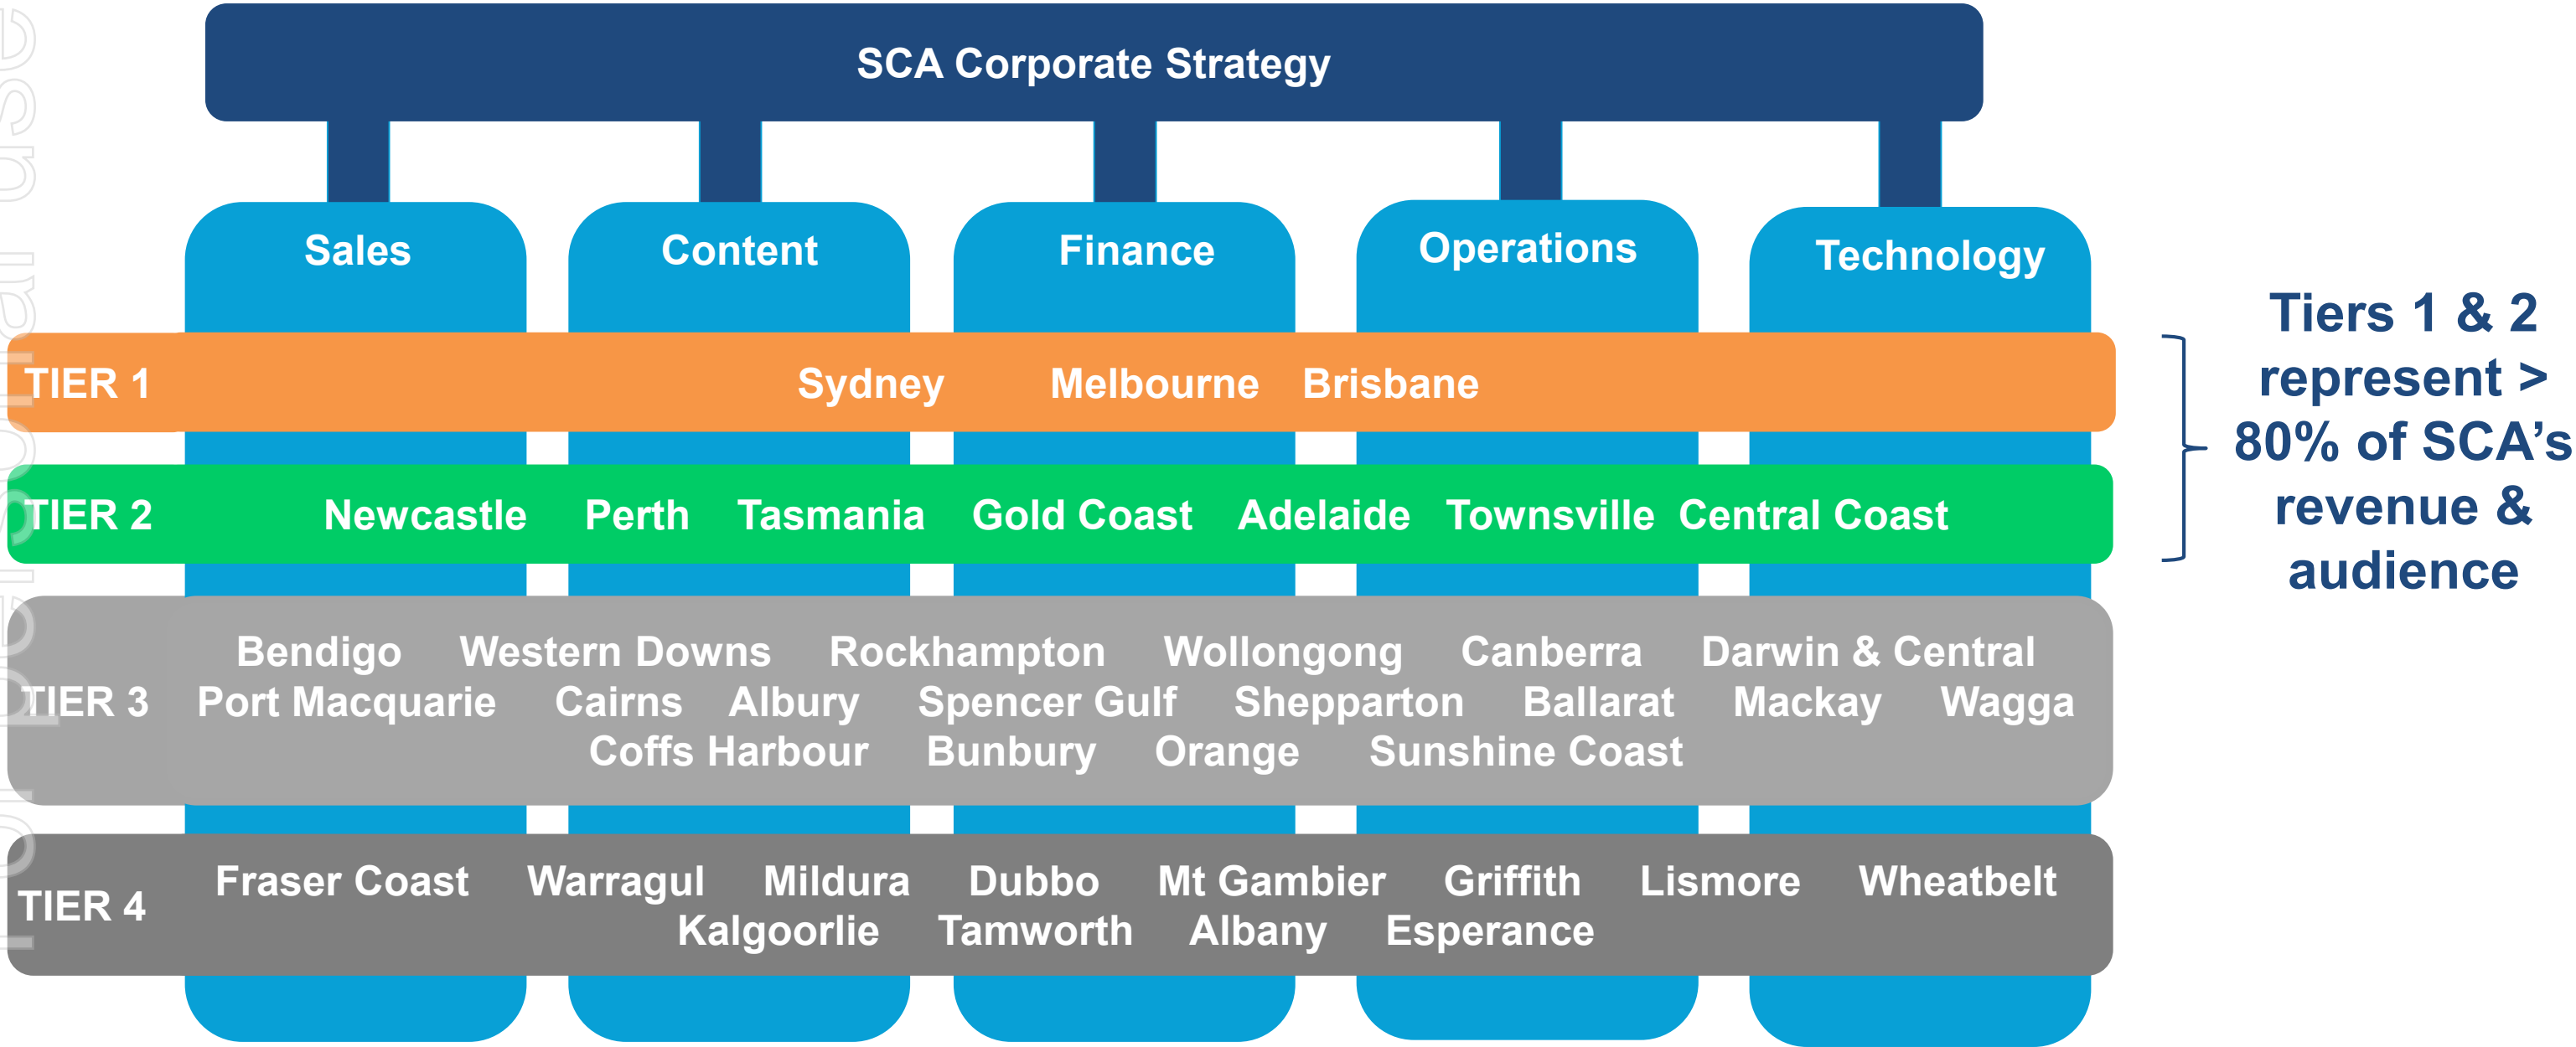 SCA Corporate Strategy
Sales Content Finance Operations Technology
TIER 1 Sydney Melbourne Brisbane
TIER 2 Newcastle Perth Tasmania Gold Coast Adelaide Townsville Central Coast
Bendigo Western Downs Rockhampton Wollongong Canberra Darwin & Central
TIER 3 Port Macquarie Cairns Albury Spencer Gulf Shepparton Ballarat Mackay Wagga
Coffs Harbour Bunbury Orange Sunshine Coast
Fraser Coast Warragul Mildura Dubbo Mt Gambier Griffith Lismore Wheatbelt
TIER 4
Kalgoorlie Tamworth Albany Esperance
Tiers 1 & 2
represent >
80% of SCA’s
revenue &
audience
personal use